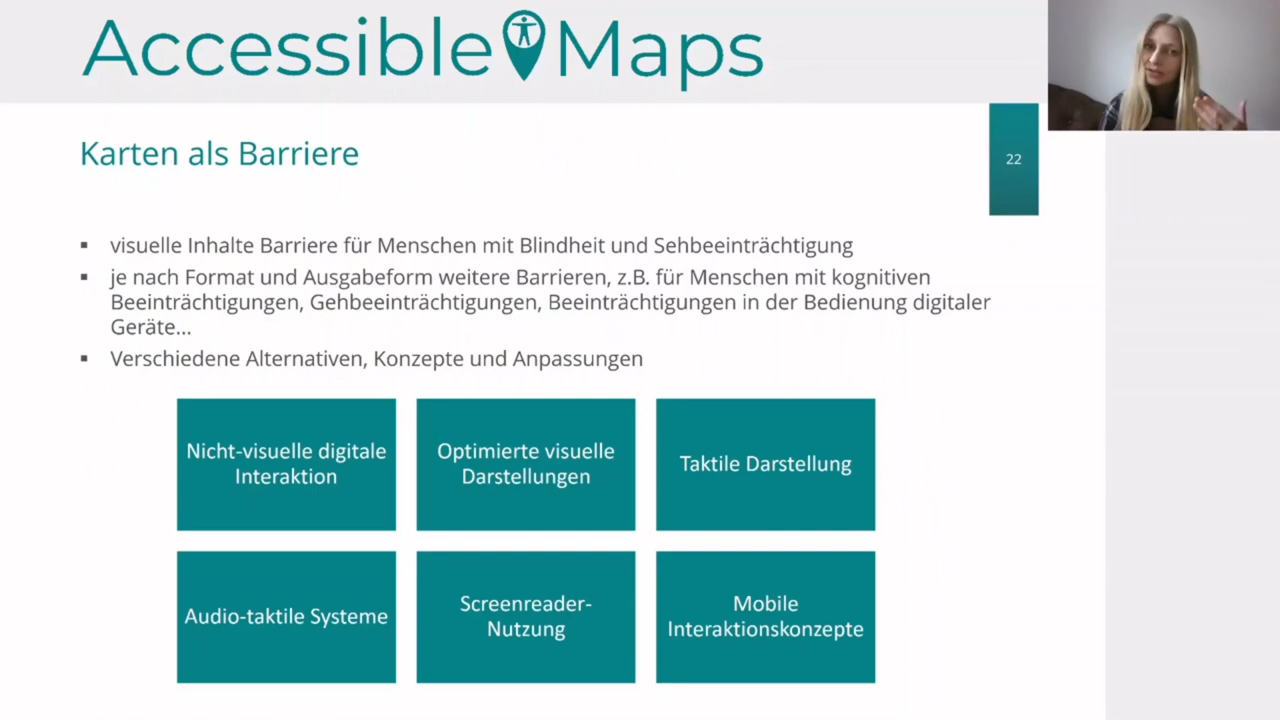 Accessible Maps
Karten als Barriere
22
▪ visuelle Inhalte Barriere für Menschen mit Blindheit und Sehbeeinträchtigung
▪ je nach Format und Ausgabeform weitere Barrieren, z.B. für Menschen mit kognitiven
Beeinträchtigungen, Gehbeeinträchtigungen, Beeinträchtigungen in der Bedienung digitaler
Geräte...
▪ Verschiedene Alternativen, Konzepte und Anpassungen
Nicht-visuelle digitale
Interaktion
Optimierte visuelle
Darstellungen
Taktile Darstellung
Audio-taktile Systeme
Screenreader-
Nutzung
Mobile
Interaktionskonzepte